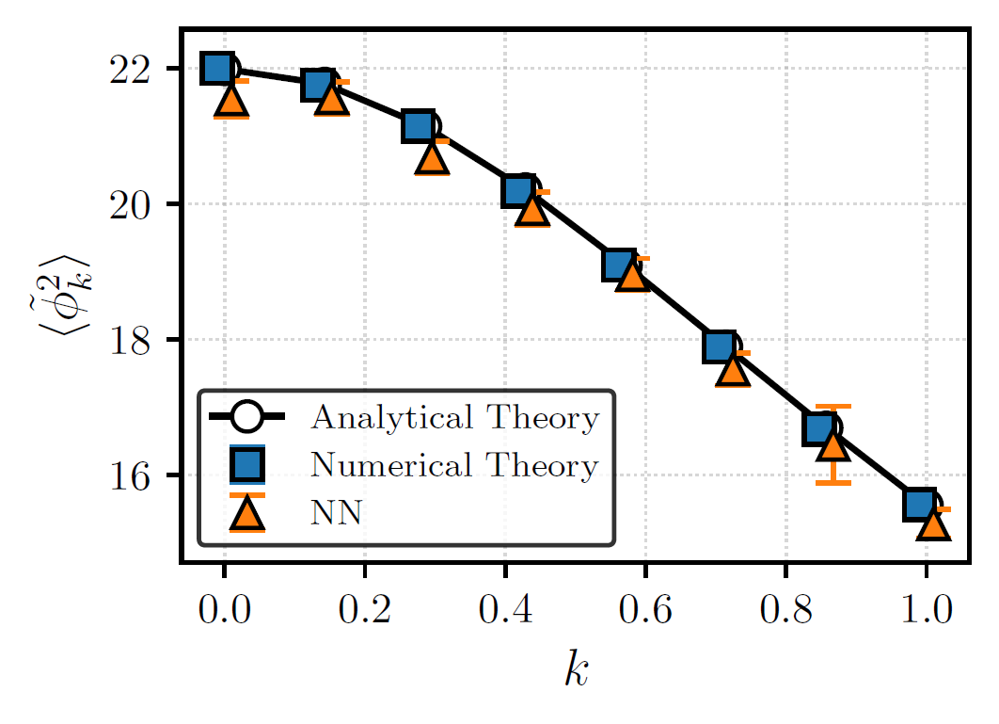 22
20
18
16
⟨ϕ̃²ₖ⟩
Analytical Theory
Numerical Theory
NN
0.0 0.2 0.4 0.6 0.8 1.0
k